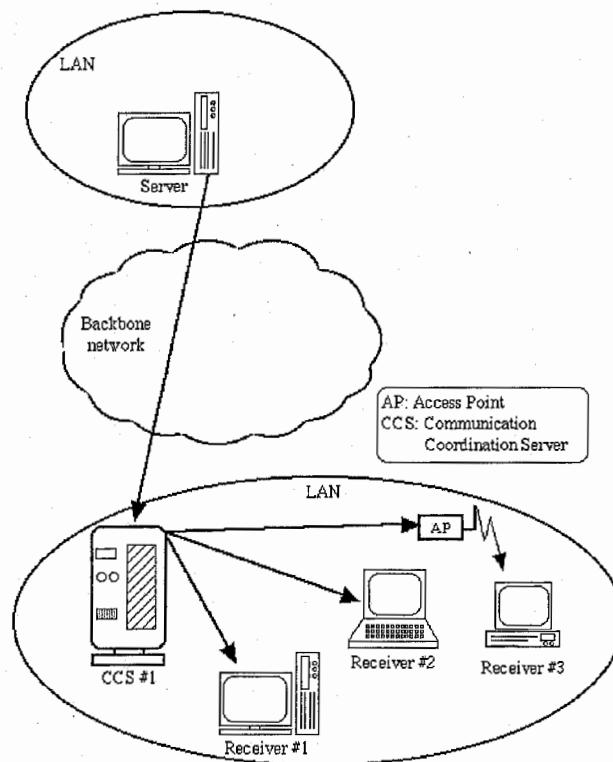 LAN
Server
Backbone
network
AP: Access Point
CCS: Communication
Coordination Server
LAN
AP
CCS #1
Receiver #1
Receiver #2
Receiver #3